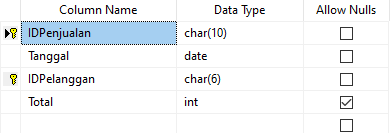 Column Name Data Type Allow Nulls
IDPenjualan char(10)
Tanggal date
IDPelanggan char(6)
Total int